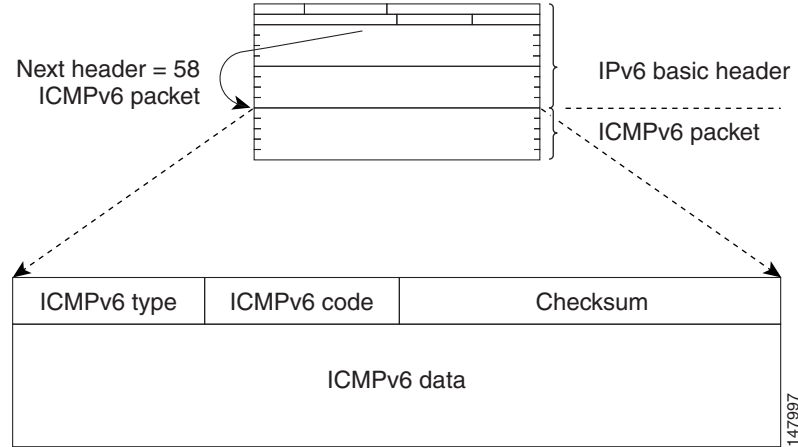 Next header = 58
ICMPv6 packet
IPv6 basic header
ICMPv6 packet
ICMPv6 type
ICMPv6 code
Checksum
ICMPv6 data
147997